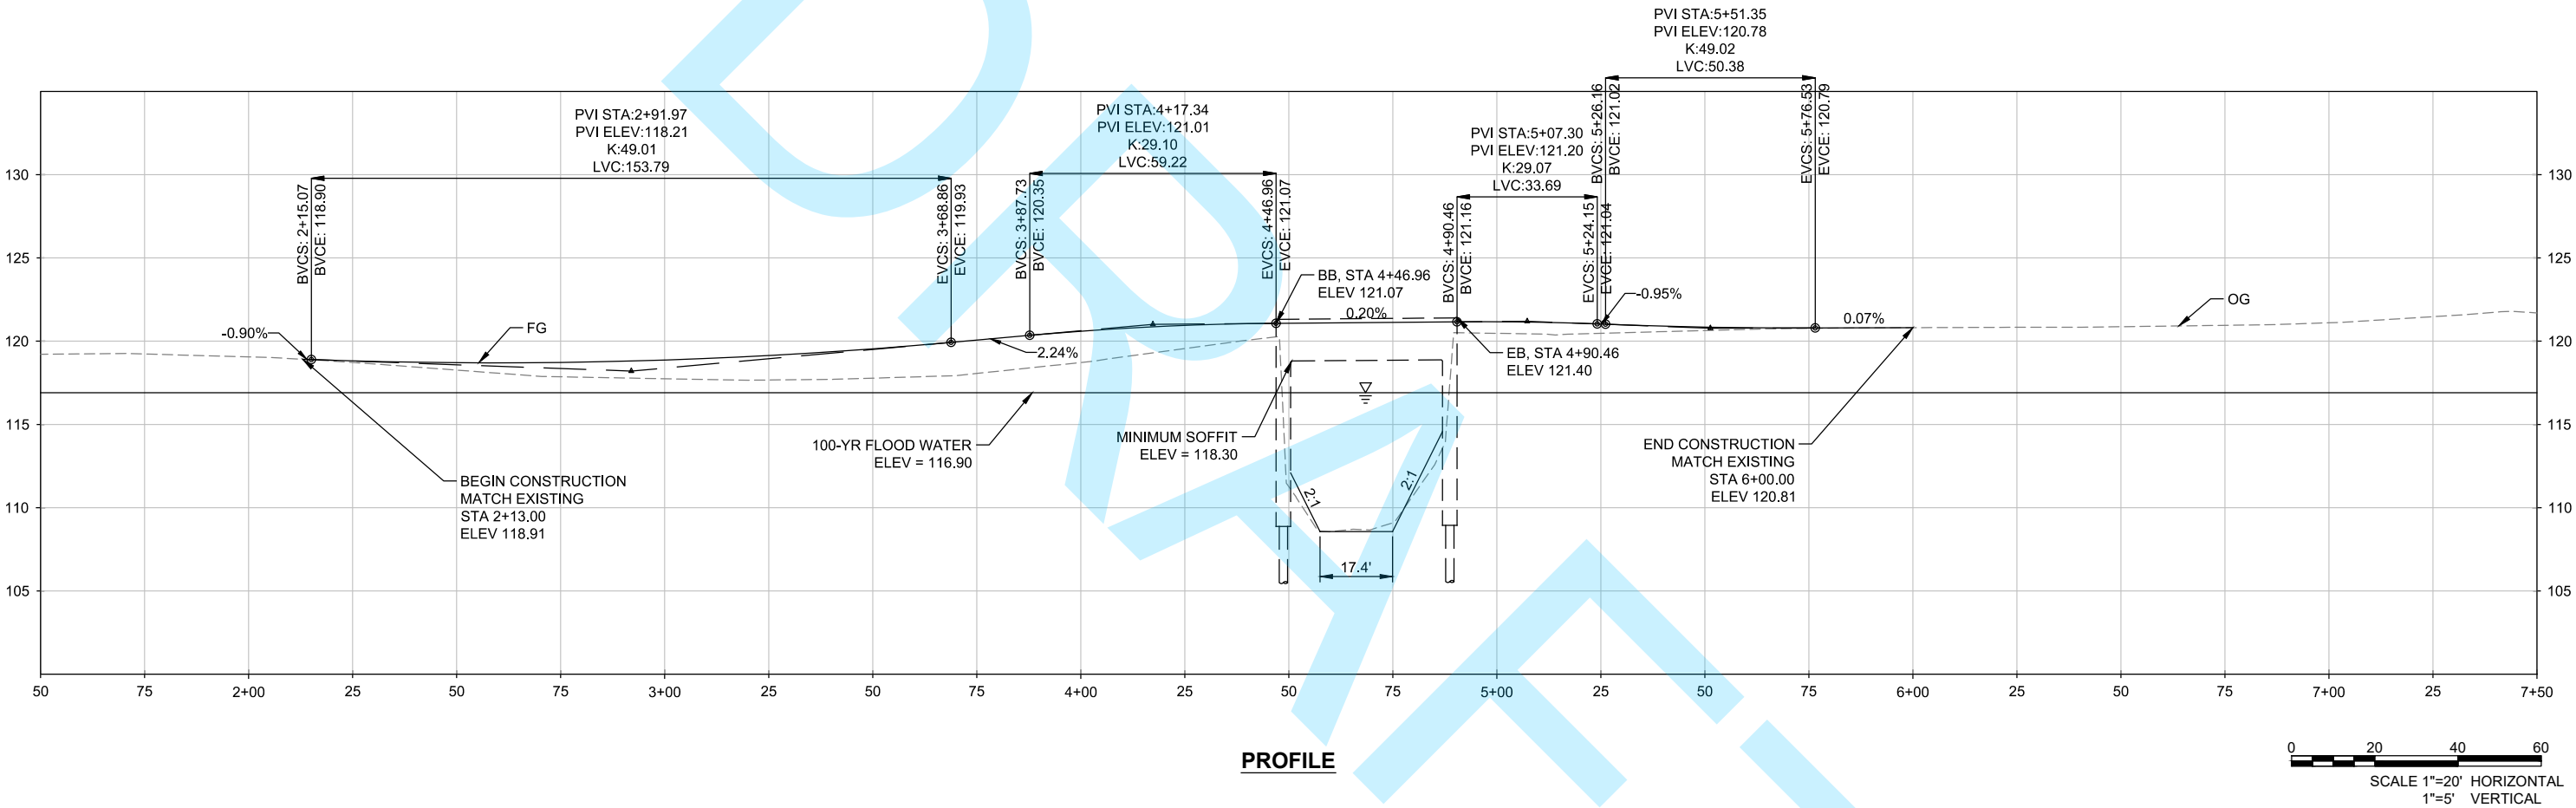 PVI STA:5+51.35
PVI ELEV:120.78
K:49.02
LVC:50.38
PVI STA:2+91.97
PVI ELEV:118.21
K:49.01
LVC:153.79
PVI STA:4+17.34
PVI ELEV:121.01
K:29.10
LVC:59.22
PVI STA:5+07.30
PVI ELEV:121.20
K:29.07
LVC:33.69
BVCS: 2+15.07
BVCE: 118.90
EVCS: 3+68.86
EVCE: 119.93
BVCS: 3+87.73
BVCE: 120.35
EVCS: 4+46.96
EVCE: 121.07
BVCS: 4+90.46
BVCE: 121.16
EVCS: 5+24.15
EVCE: 121.04
BVCS: 5+26.16
BVCE: 121.02
EVCS: 5+76.53
EVCE: 120.79
130
125
120
115
110
105
130
125
120
115
110
105
-0.90%
FG
2.24%
BB, STA 4+46.96
ELEV 121.07
0.20%
-0.95%
EB, STA 4+90.46
ELEV 121.40
0.07%
OG
BEGIN CONSTRUCTION
MATCH EXISTING
STA 2+13.00
ELEV 118.91
100-YR FLOOD WATER
ELEV = 116.90
MINIMUM SOFFIT
ELEV = 118.30
2:1
2:1
17.4'
END CONSTRUCTION
MATCH EXISTING
STA 6+00.00
ELEV 120.81
50 75 2+00 25 50 75 3+00 25 50 75 4+00 25 50 75 5+00 25 50 75 6+00 25 50 75 7+00 25 7+50
PROFILE
0 20 40 60
SCALE 1"=20' HORIZONTAL
1"=5' VERTICAL
DRAFT